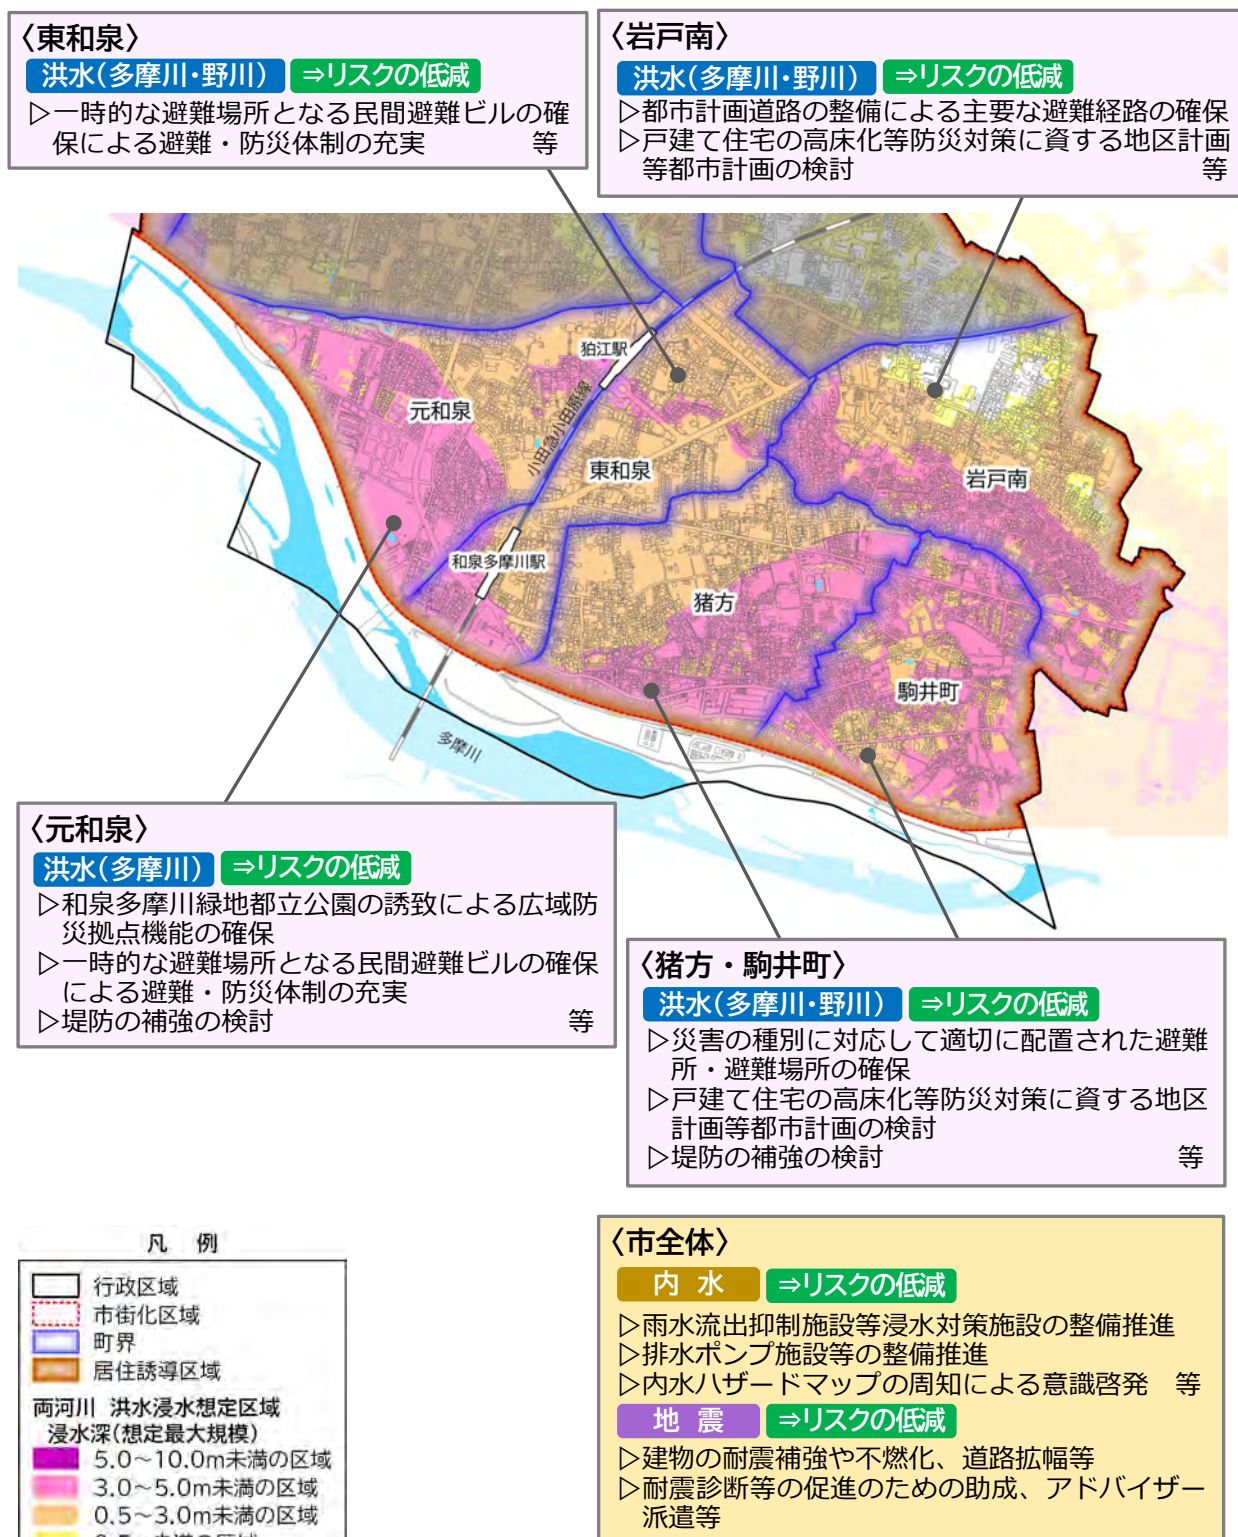 〈東和泉〉
洪水(多摩川・野川) ⇒リスクの低減
▷一時的な避難場所となる民間避難ビルの確
保による避難・防災体制の充実 等
〈岩戸南〉
洪水(多摩川・野川) ⇒リスクの低減
▷都市計画道路の整備による主要な避難経路の確保
▷戸建て住宅の高床化等防災対策に資する地区計画
等都市計画の検討 等
狛江駅
元和泉
小田急小田原線
東和泉
岩戸南
和泉多摩川駅
猪方
駒井町
多摩川
〈元和泉〉
洪水(多摩川) ⇒リスクの低減
▷和泉多摩川緑地都立公園の誘致による広域防
災拠点機能の確保
▷一時的な避難場所となる民間避難ビルの確保
による避難・防災体制の充実
▷堤防の補強の検討 等
〈猪方・駒井町〉
洪水(多摩川・野川) ⇒リスクの低減
▷災害の種別に対応して適切に配置された避難
所・避難場所の確保
▷戸建て住宅の高床化等防災対策に資する地区
計画等都市計画の検討
▷堤防の補強の検討 等
凡 例
行政区域
市街化区域
町界
居住誘導区域
両河川 洪水浸水想定区域
浸水深(想定最大規模)
5.0~10.0m未満の区域
3.0~5.0m未満の区域
0.5~3.0m未満の区域
〈市全体〉
内 水 ⇒リスクの低減
▷雨水流出抑制施設等浸水対策施設の整備推進
▷排水ポンプ施設等の整備推進
▷内水ハザードマップの周知による意識啓発 等
地 震 ⇒リスクの低減
▷建物の耐震補強や不燃化、道路拡幅等
▷耐震診断等の促進のための助成、アドバイザー
派遣等